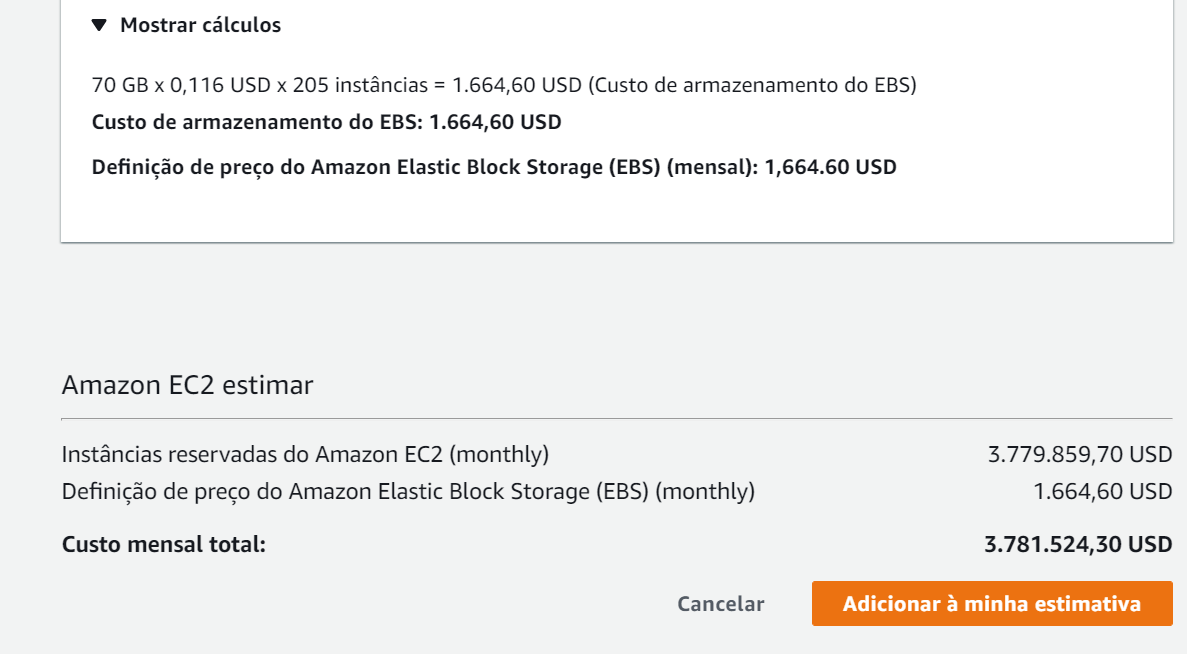 Mostrar cálculos
70 GB x 0,116 USD x 205 instâncias = 1.664,60 USD (Custo de armazenamento do EBS)
Custo de armazenamento do EBS: 1.664,60 USD
Definição de preço do Amazon Elastic Block Storage (EBS) (mensal): 1,664.60 USD
Amazon EC2 estimar
Instâncias reservadas do Amazon EC2 (monthly) 3.779.859,70 USD
Definição de preço do Amazon Elastic Block Storage (EBS) (monthly) 1.664,60 USD
Custo mensal total: 3.781.524,30 USD
Cancelar Adicionar à minha estimativa